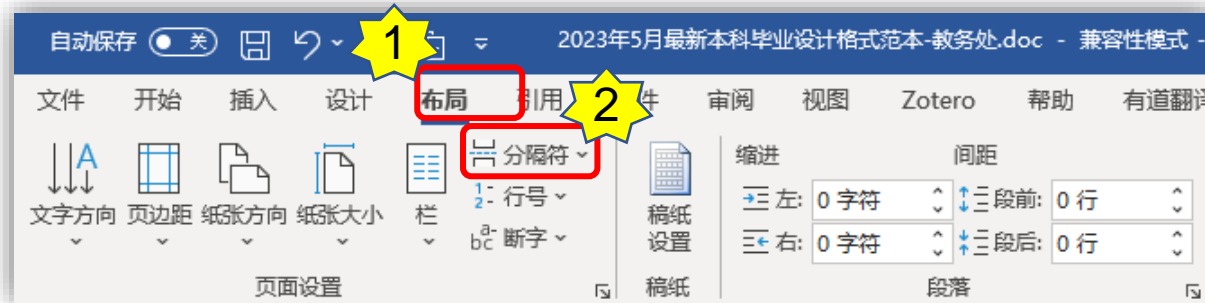 自动保存 关 2023年5月最新本科毕业设计格式范本-教务处.doc - 兼容性模式 -
1
文件 开始 插入 设计 布局 引用 件 审阅 视图 Zotero 帮助 有道翻译
2
分隔符
行号
bc 断字
文字方向 页边距 纸张方向 纸张大小 栏
页面设置
稿纸
设置
稿纸
缩进 间距
左: 0 字符 段前: 0 行
右: 0 字符 段后: 0 行
段落